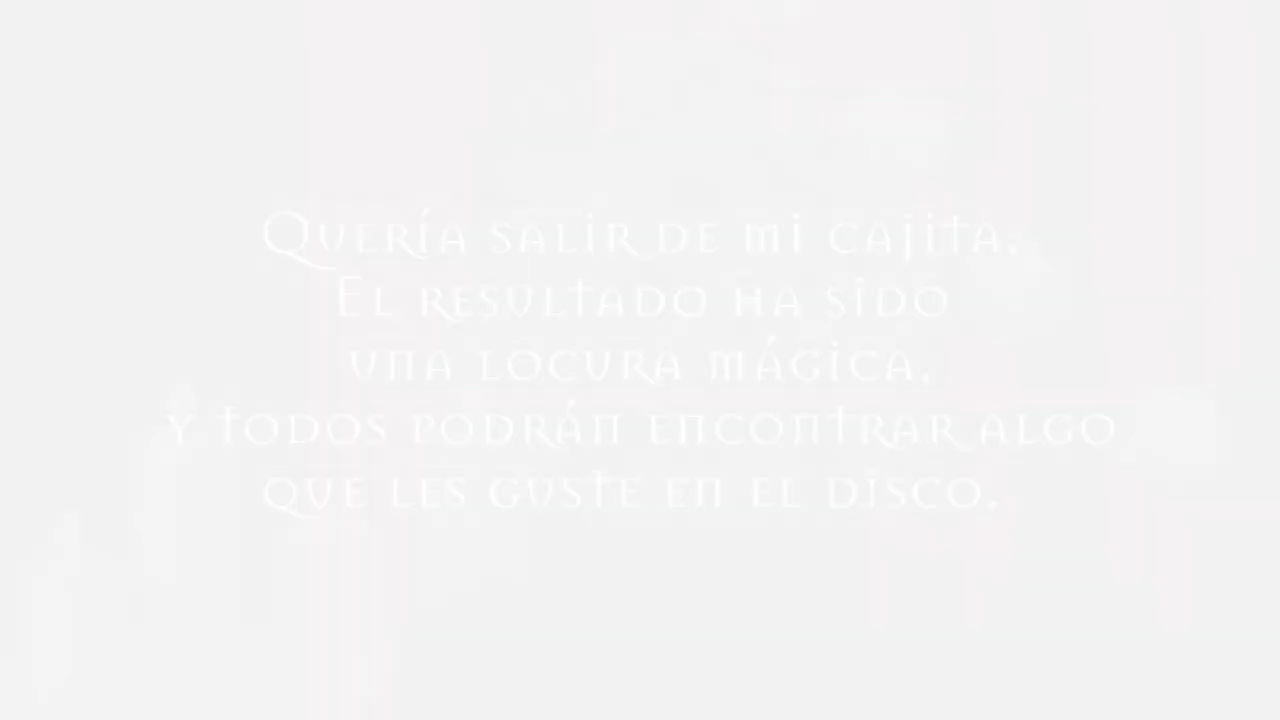 Quería salir de mi cajita.
El resultado ha sido
una locura mágica,
y todos podrán encontrar algo
que les guste en el disco.